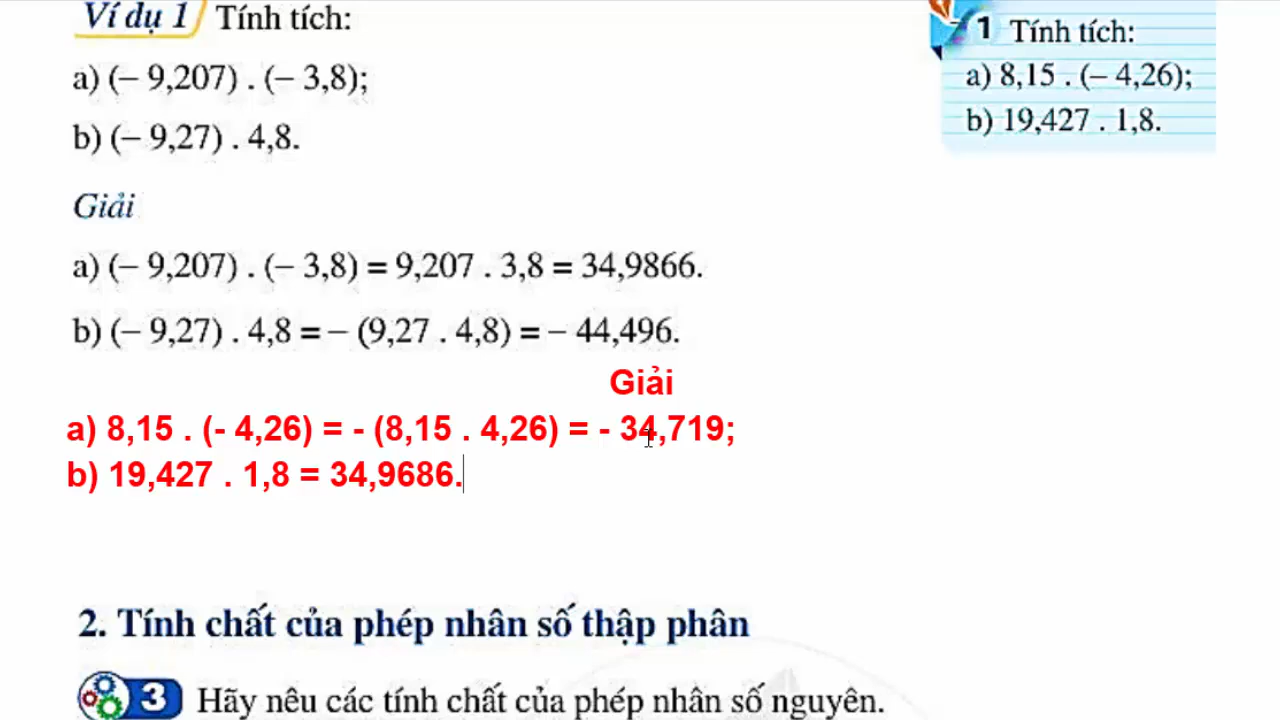 Ví dụ 1 Tính tích:
a) (– 9,207) . (– 3,8);
b) (– 9,27) . 4,8.
1 Tính tích:
a) 8,15 . (– 4,26);
b) 19,427 . 1,8.
Giải
a) (– 9,207) . (– 3,8) = 9,207 . 3,8 = 34,9866.
b) (– 9,27) . 4,8 = – (9,27 . 4,8) = – 44,496.
Giải
a) 8,15 . (- 4,26) = - (8,15 . 4,26) = - 34,719;
b) 19,427 . 1,8 = 34,9686.
2. Tính chất của phép nhân số thập phân
3 Hãy nêu các tính chất của phép nhân số nguyên.